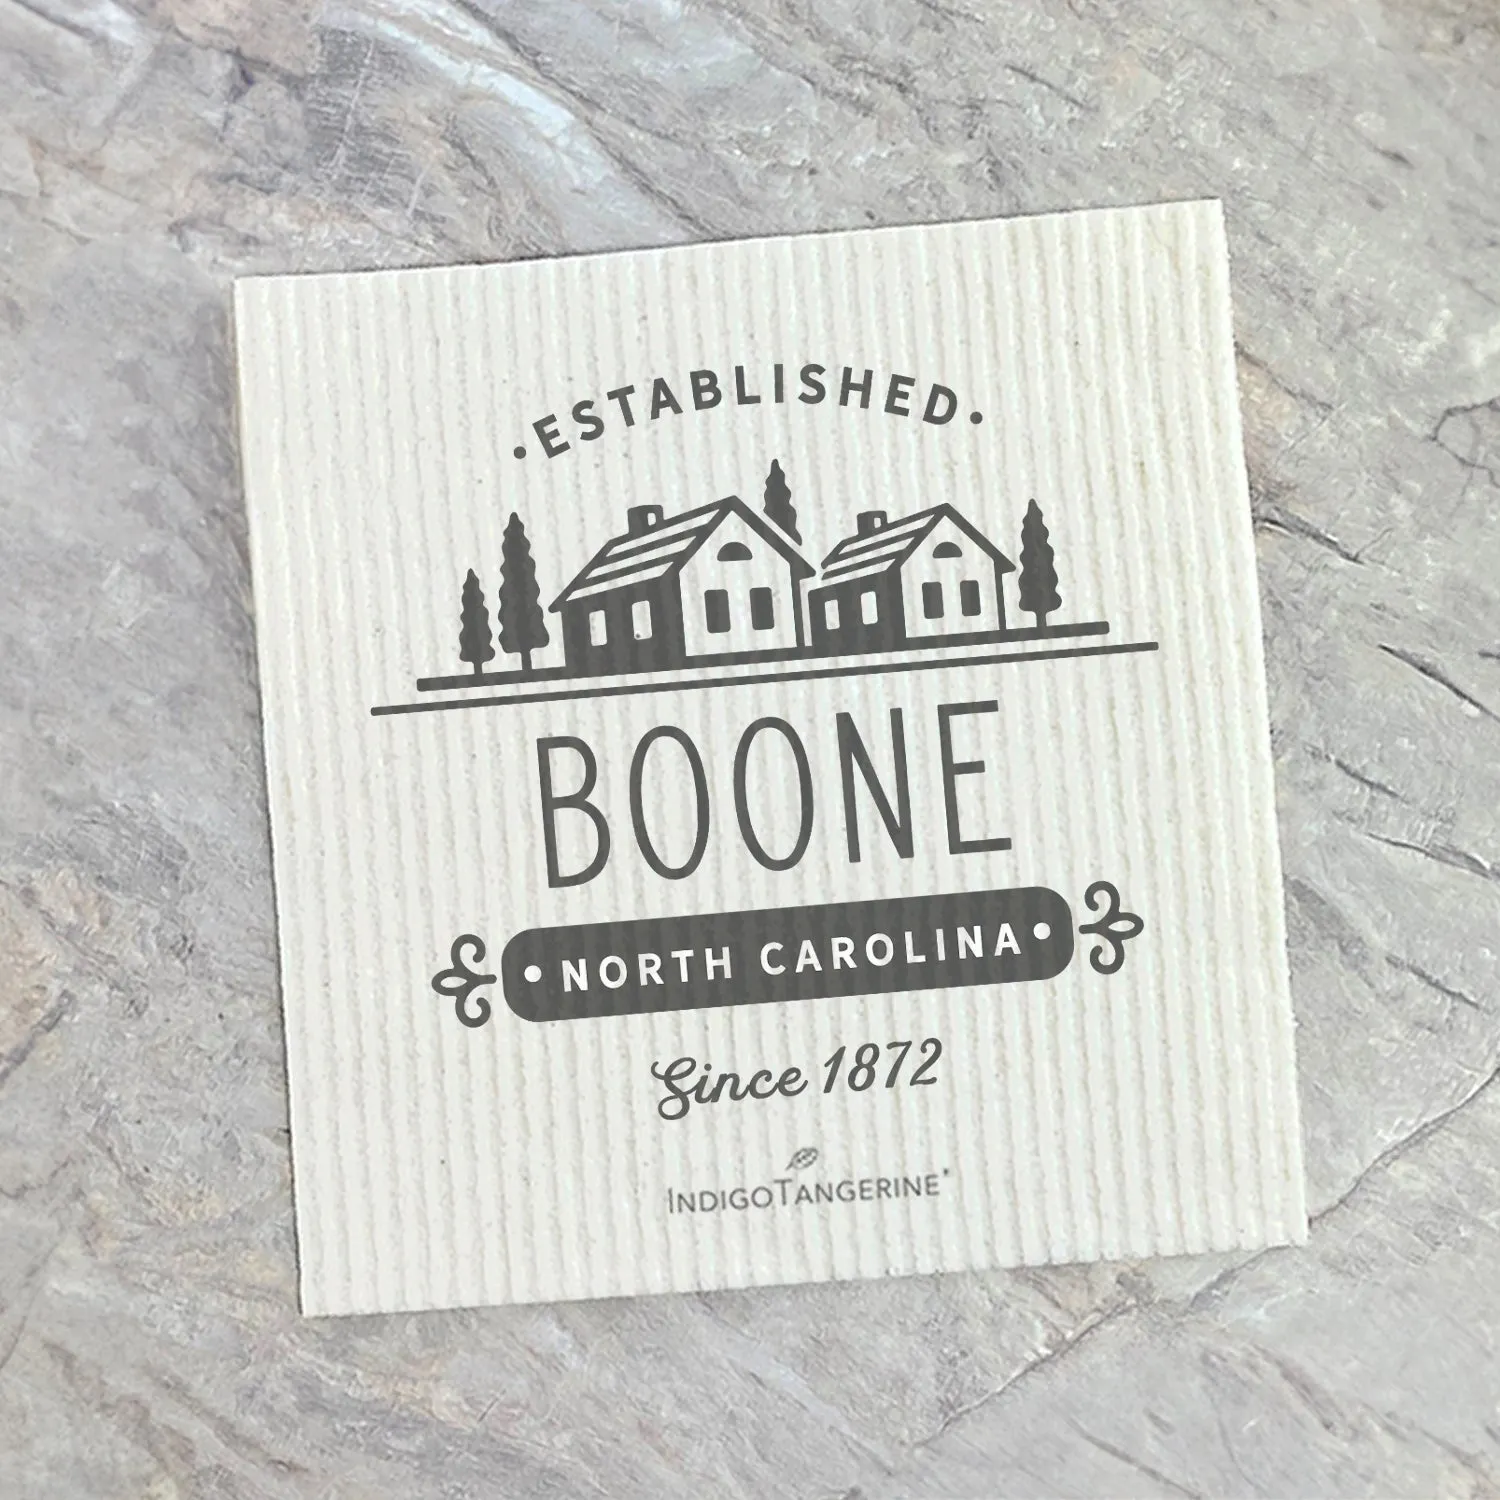 •ESTABLISHED•
BOONE
•NORTH CAROLINA•
Since 1872
INDIGOTANGERINE